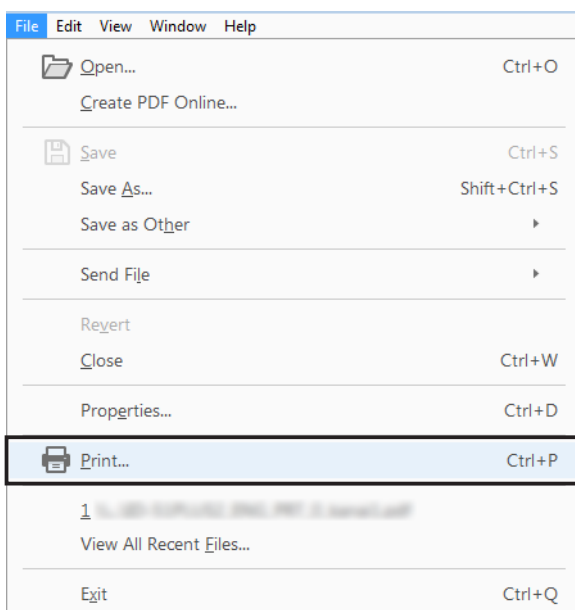 File Edit View Window Help
Open... Ctrl+O
Create PDF Online...
Save Ctrl+S
Save As... Shift+Ctrl+S
Save as Other
Send File
Revert
Close Ctrl+W
Properties... Ctrl+D
Print... Ctrl+P
1
View All Recent Files...
Exit Ctrl+Q